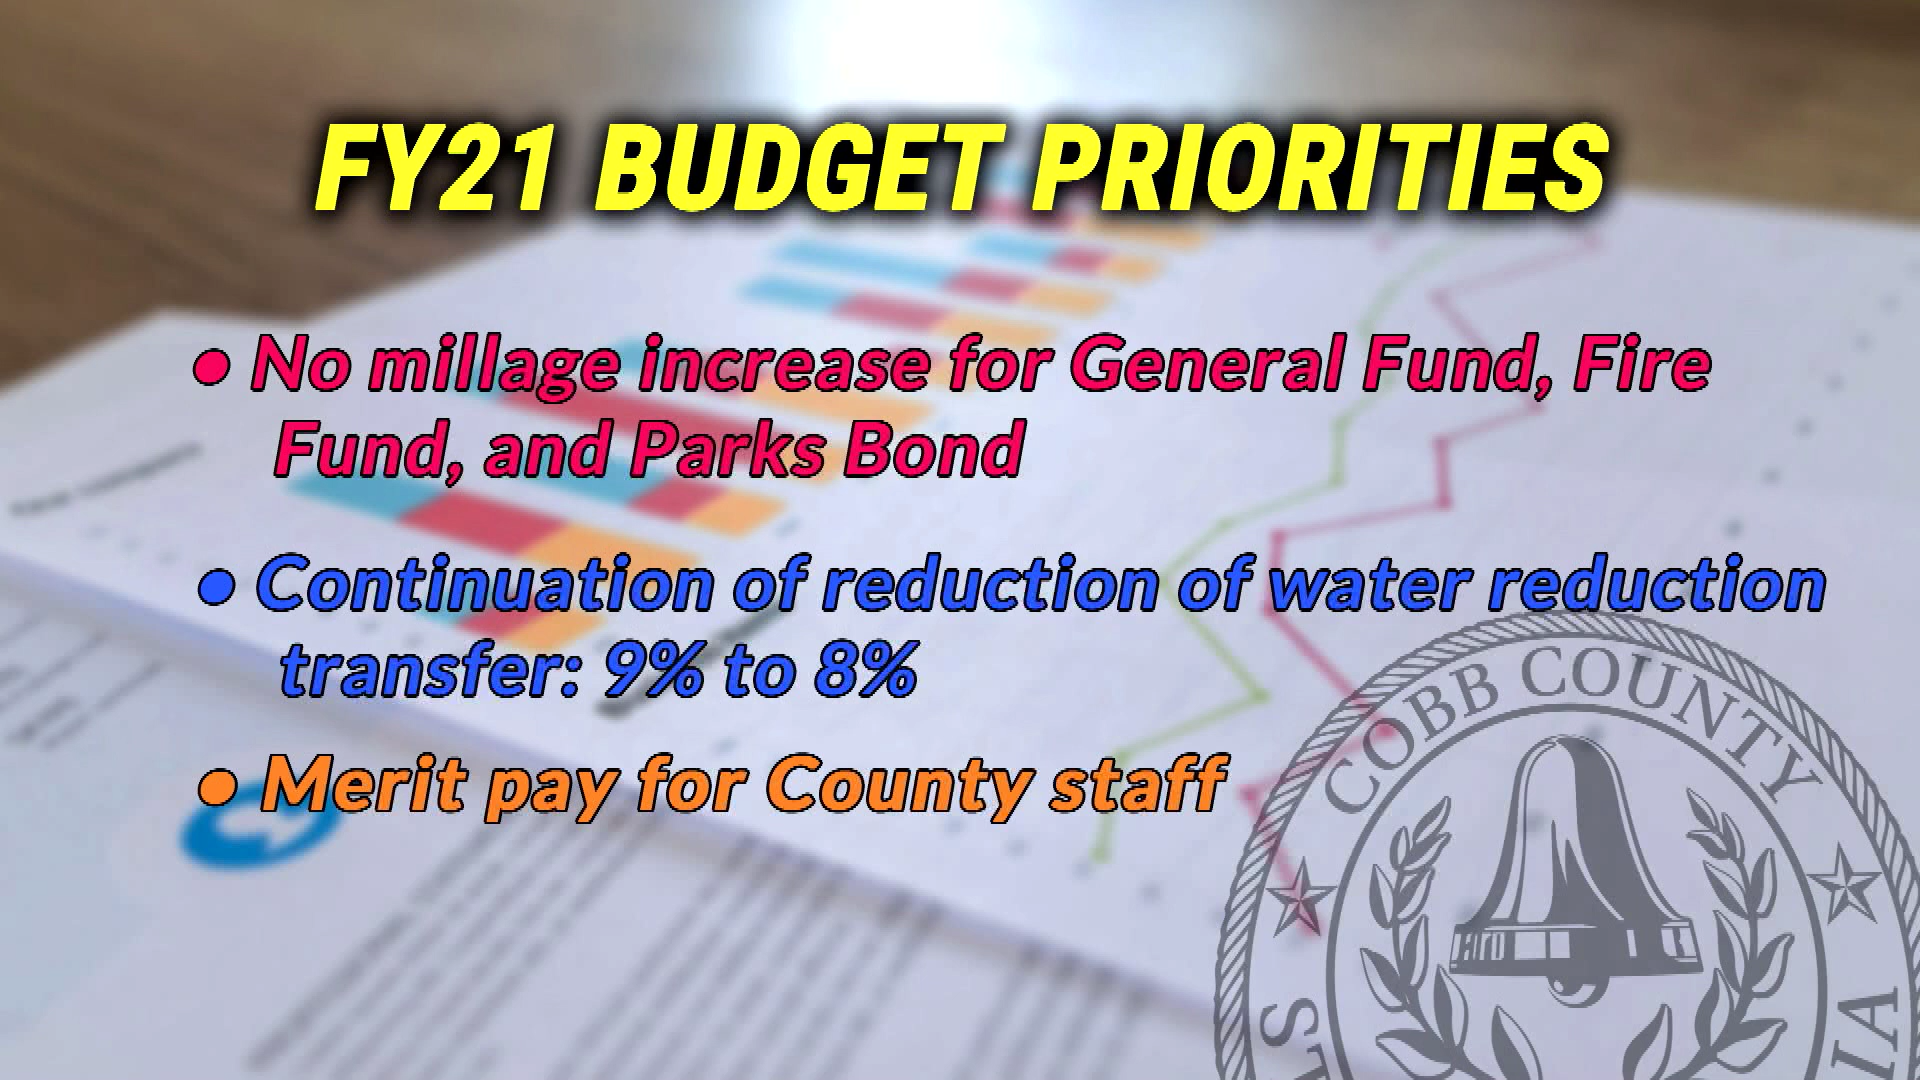 FY21 BUDGET PRIORITIES
• No millage increase for General Fund, Fire
Fund, and Parks Bond
• Continuation of reduction of water reduction
transfer: 9% to 8%
• Merit pay for County staff
COBB COUNTY